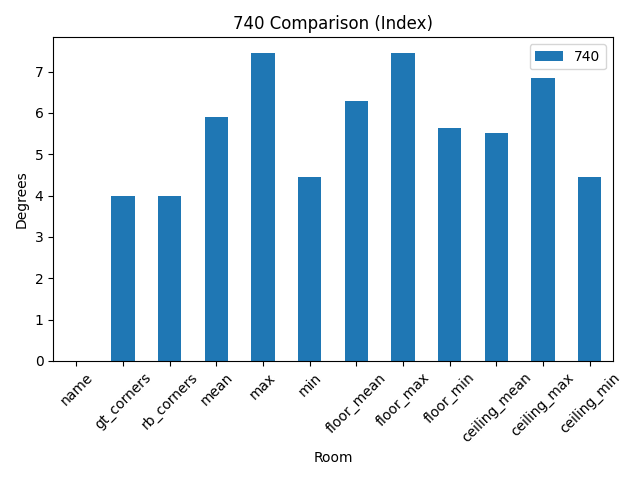 740 Comparison (Index)
740
Degrees
7
6
5
4
3
2
1
0
name
gt_corners
rb_corners
mean
max
min
floor_mean
floor_max
floor_min
ceiling_mean
ceiling_max
ceiling_min
Room